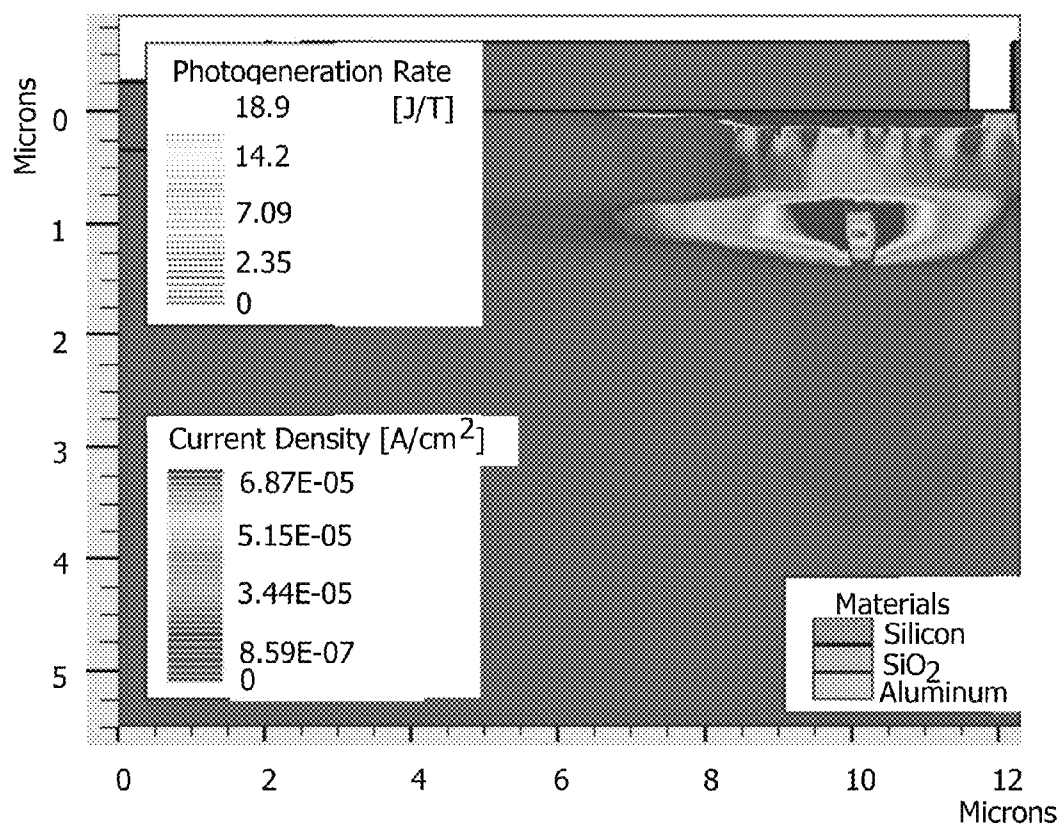 Photogeneration Rate
18.9 [J/T]
14.2
7.09
2.35
0
Current Density [A/cm2]
6.87E-05
5.15E-05
3.44E-05
8.59E-07
0
Materials
Silicon
SiO2
Aluminum
Microns
0
1
2
3
4
5
0 2 4 6 8 10 12
Microns